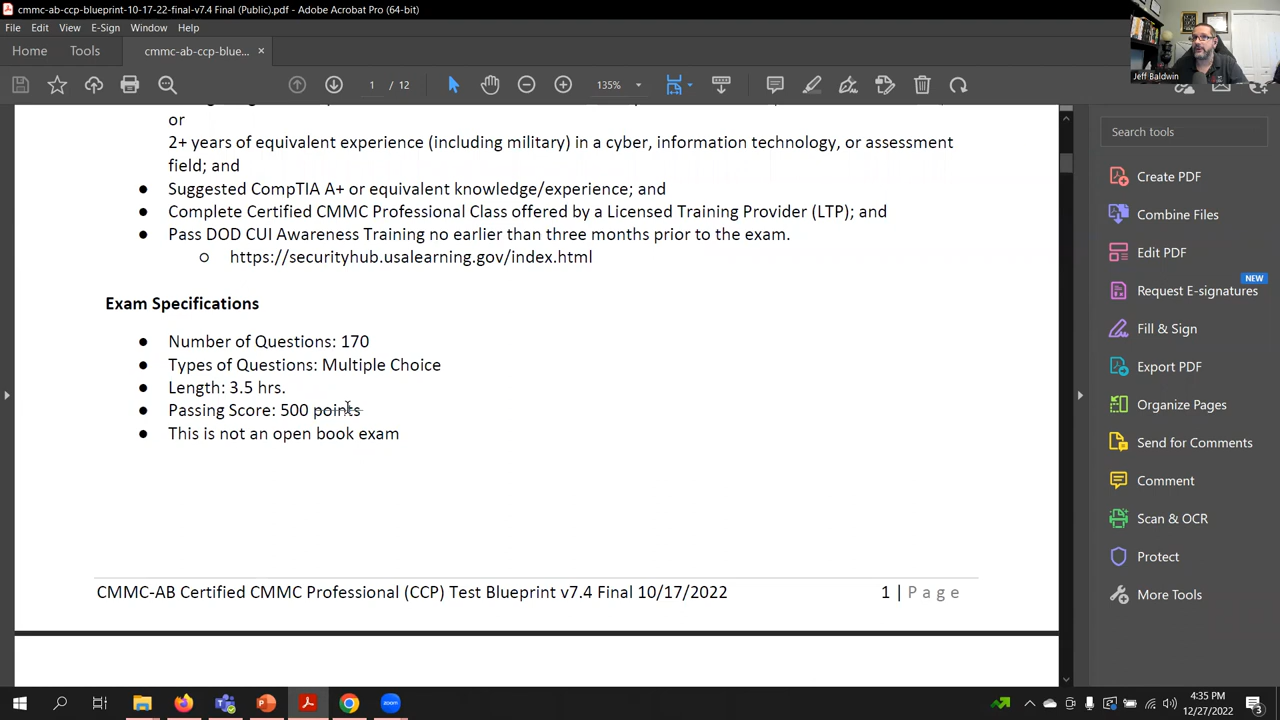 cmmc-ab-ccp-blueprint-10-17-22-final-v7.4 Final (Public).pdf - Adobe Acrobat Pro (64-bit)
File Edit View E-Sign Window Help
Home Tools cmmc-ab-ccp-blue... ×
1 / 12 135%
Jeff Baldwin
or
2+ years of equivalent experience (including military) in a cyber, information technology, or assessment
field; and
● Suggested CompTIA A+ or equivalent knowledge/experience; and
● Complete Certified CMMC Professional Class offered by a Licensed Training Provider (LTP); and
● Pass DOD CUI Awareness Training no earlier than three months prior to the exam.
○ https://securityhub.usalearning.gov/index.html
Exam Specifications
● Number of Questions: 170
● Types of Questions: Multiple Choice
● Length: 3.5 hrs.
● Passing Score: 500 points
● This is not an open book exam
CMMC-AB Certified CMMC Professional (CCP) Test Blueprint v7.4 Final 10/17/2022 1 | Page
Search tools
Create PDF
Combine Files
Edit PDF
NEW
Request E-signatures
Fill & Sign
Export PDF
Organize Pages
Send for Comments
Comment
Scan & OCR
Protect
More Tools
zoom
4:35 PM
12/27/2022
3